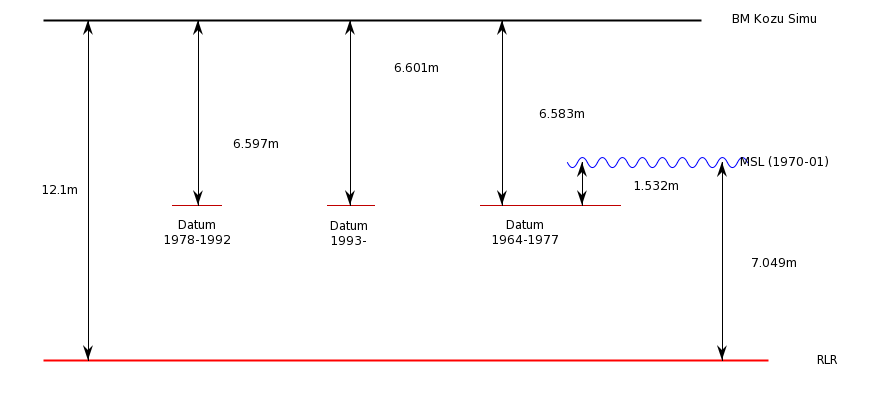 BM Kozu Simu
6.601m
6.583m
6.597m
MSL (1970-01)
12.1m
1.532m
Datum
1978-1992
Datum
1993-
Datum
1964-1977
7.049m
RLR